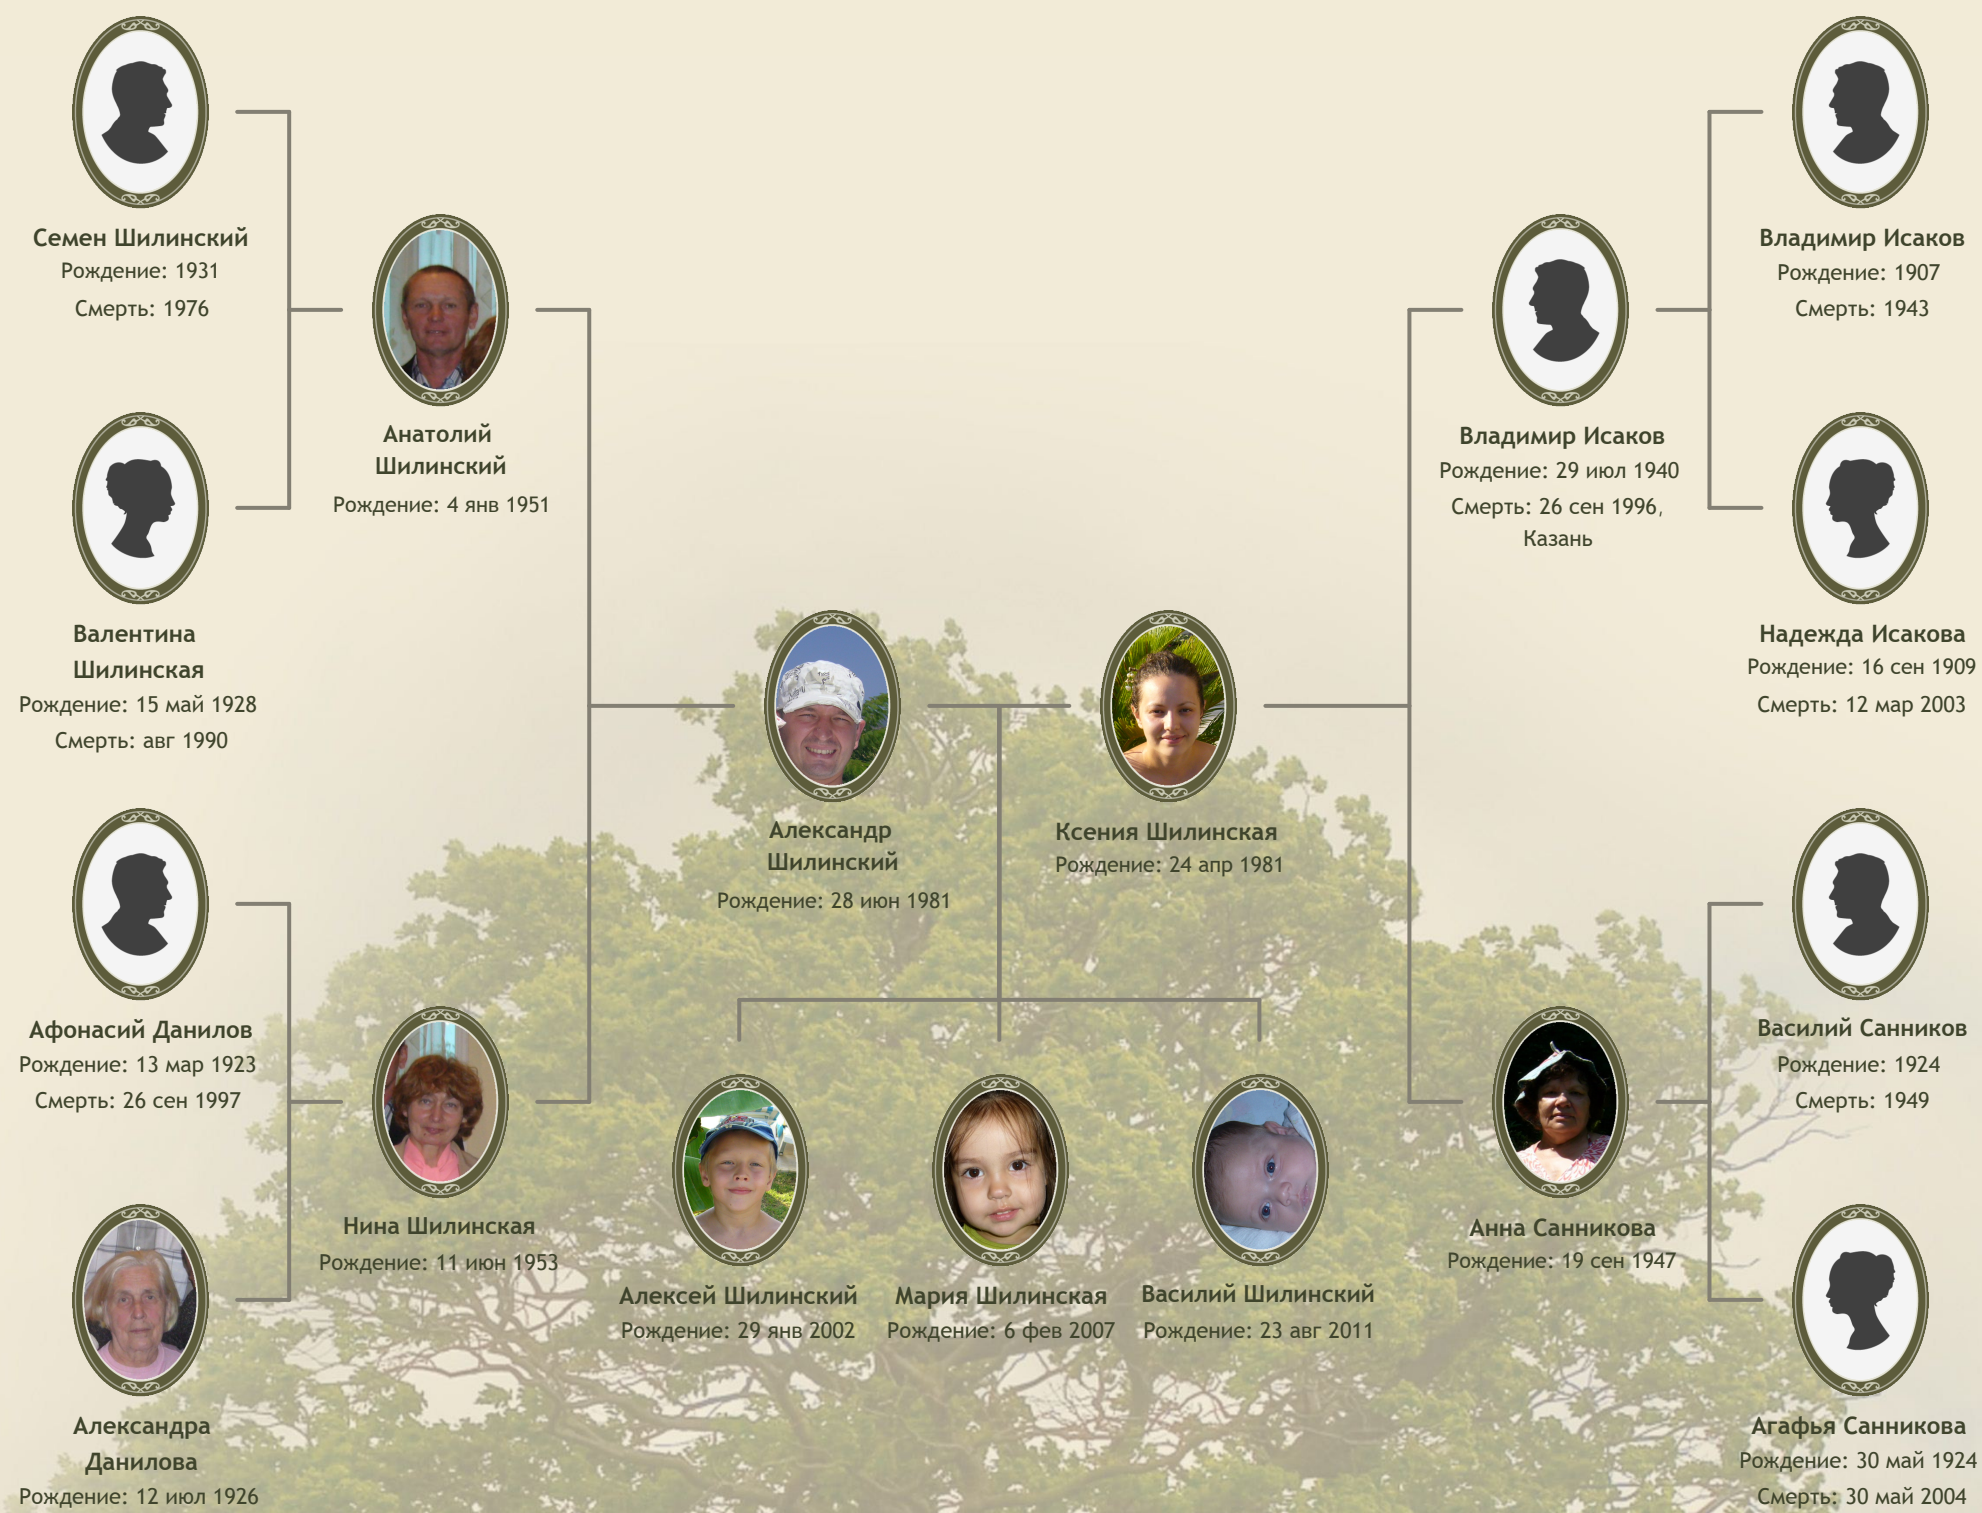 Семен Шилинский
Рождение: 1931
Смерть: 1976
Валентина
Шилинская
Рождение: 15 май 1928
Смерть: авг 1990
Афонасий Данилов
Рождение: 13 мар 1923
Смерть: 26 сен 1997
Александра
Данилова
Рождение: 12 июл 1926
Анатолий
Шилинский
Рождение: 4 янв 1951
Нина Шилинская
Рождение: 11 июн 1953
Александр
Шилинский
Рождение: 28 июн 1981
Ксения Шилинская
Рождение: 24 апр 1981
Алексей Шилинский
Рождение: 29 янв 2002
Мария Шилинская
Рождение: 6 фев 2007
Василий Шилинский
Рождение: 23 авг 2011
Владимир Исаков
Рождение: 29 июл 1940
Смерть: 26 сен 1996,
Казань
Анна Санникова
Рождение: 19 сен 1947
Владимир Исаков
Рождение: 1907
Смерть: 1943
Надежда Исакова
Рождение: 16 сен 1909
Смерть: 12 мар 2003
Василий Санников
Рождение: 1924
Смерть: 1949
Агафья Санникова
Рождение: 30 май 1924
Смерть: 30 май 2004